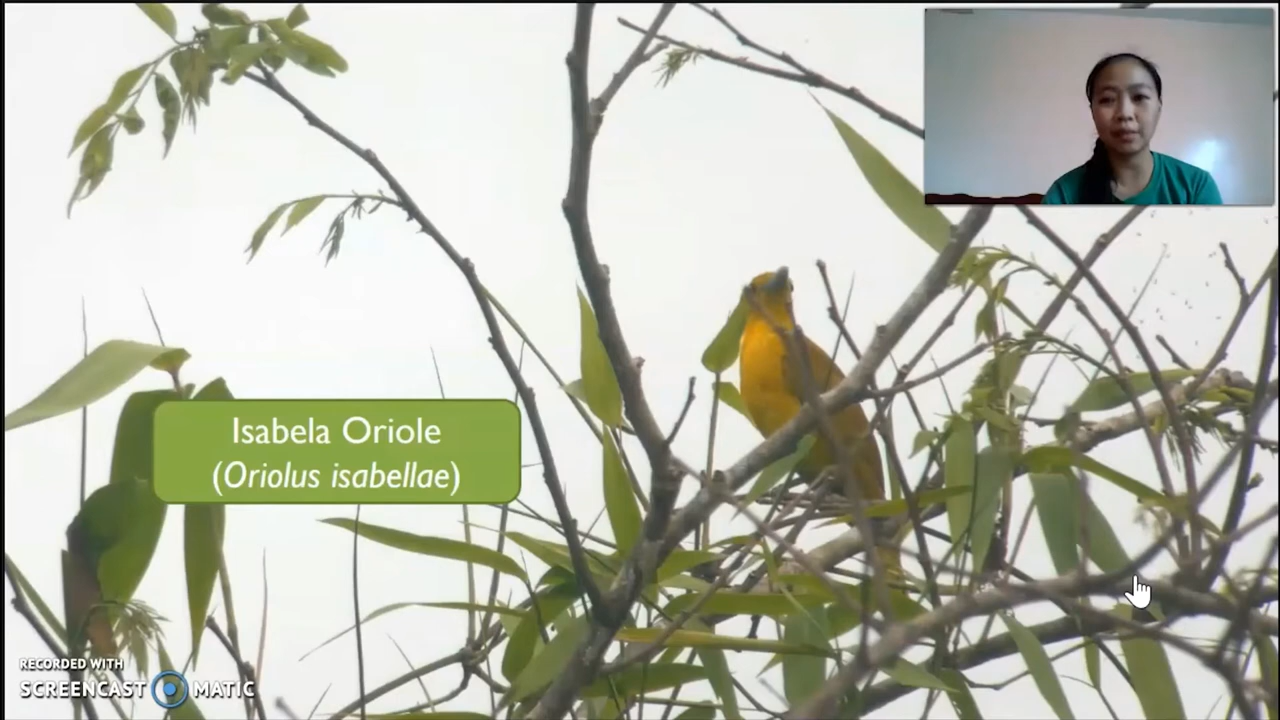 Isabela Oriole
(Oriolus isabellae)
RECORDED WITH
SCREENCAST MATIC